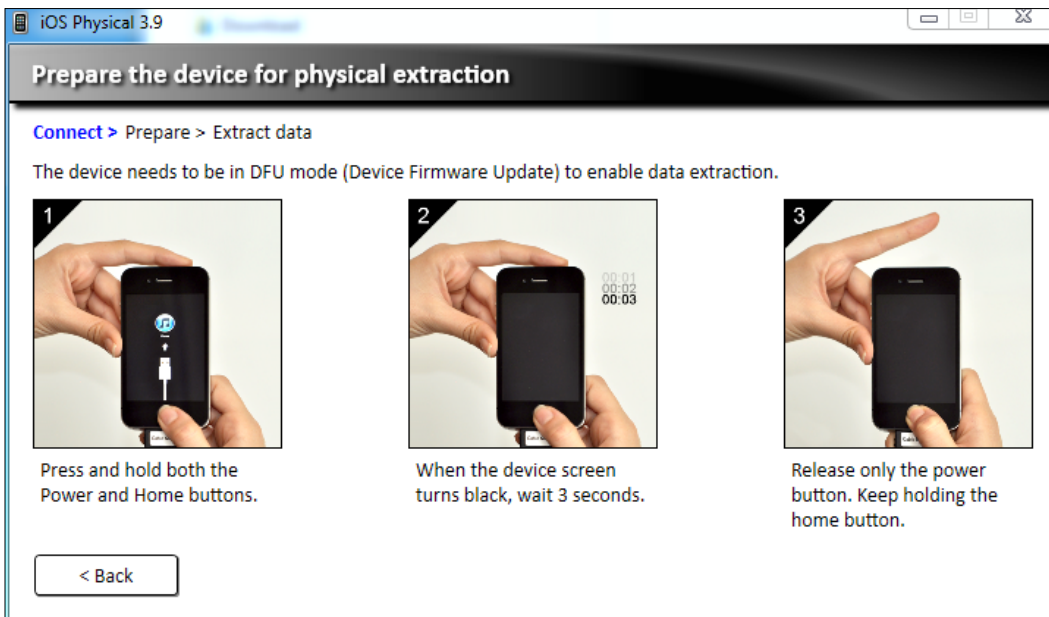 iOS Physical 3.9
Download
Prepare the device for physical extraction
Connect > Prepare > Extract data
The device needs to be in DFU mode (Device Firmware Update) to enable data extraction.
1
2
00:01
00:02
00:03
3
Press and hold both the
Power and Home buttons.
When the device screen
turns black, wait 3 seconds.
Release only the power
button. Keep holding the
home button.
< Back